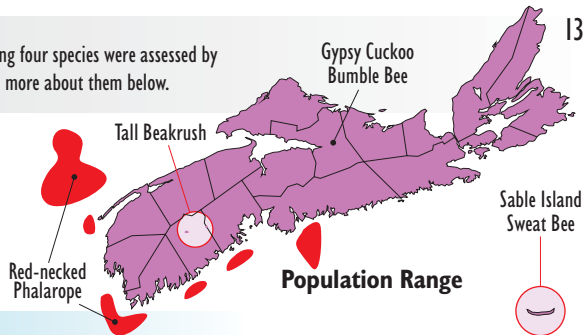 13
ng four species were assessed by
more about them below.
Gypsy Cuckoo
Bumble Bee
Tall Beakrush
Sable Island
Sweat Bee
Red-necked
Phalarope
Population Range